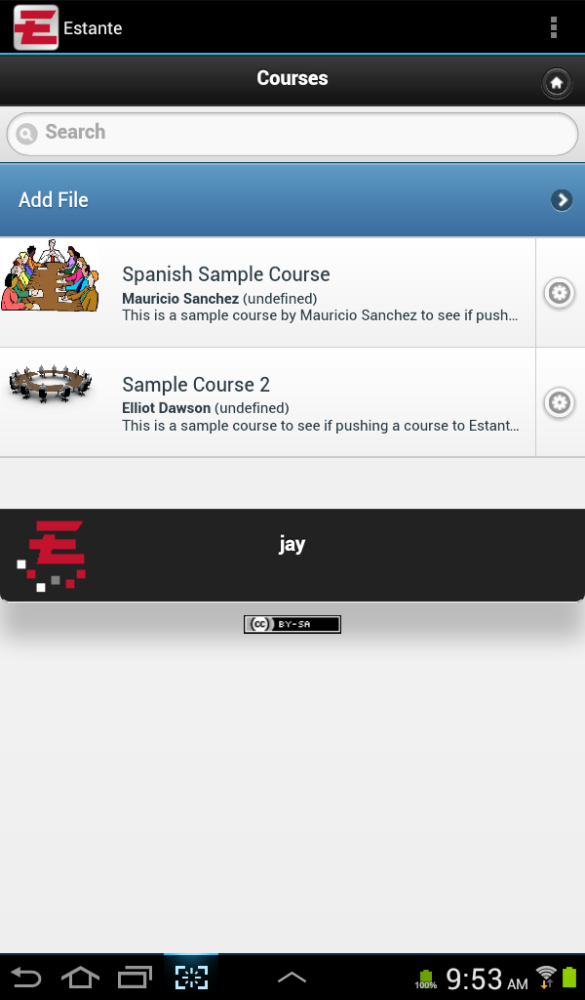 Estante
Courses
Search
Add File
Spanish Sample Course
Mauricio Sanchez (undefined)
This is a sample course by Mauricio Sanchez to see if push...
Sample Course 2
Elliot Dawson (undefined)
This is a sample course to see if pushing a course to Estant...
jay
cc BY-SA
100%
9:53 AM